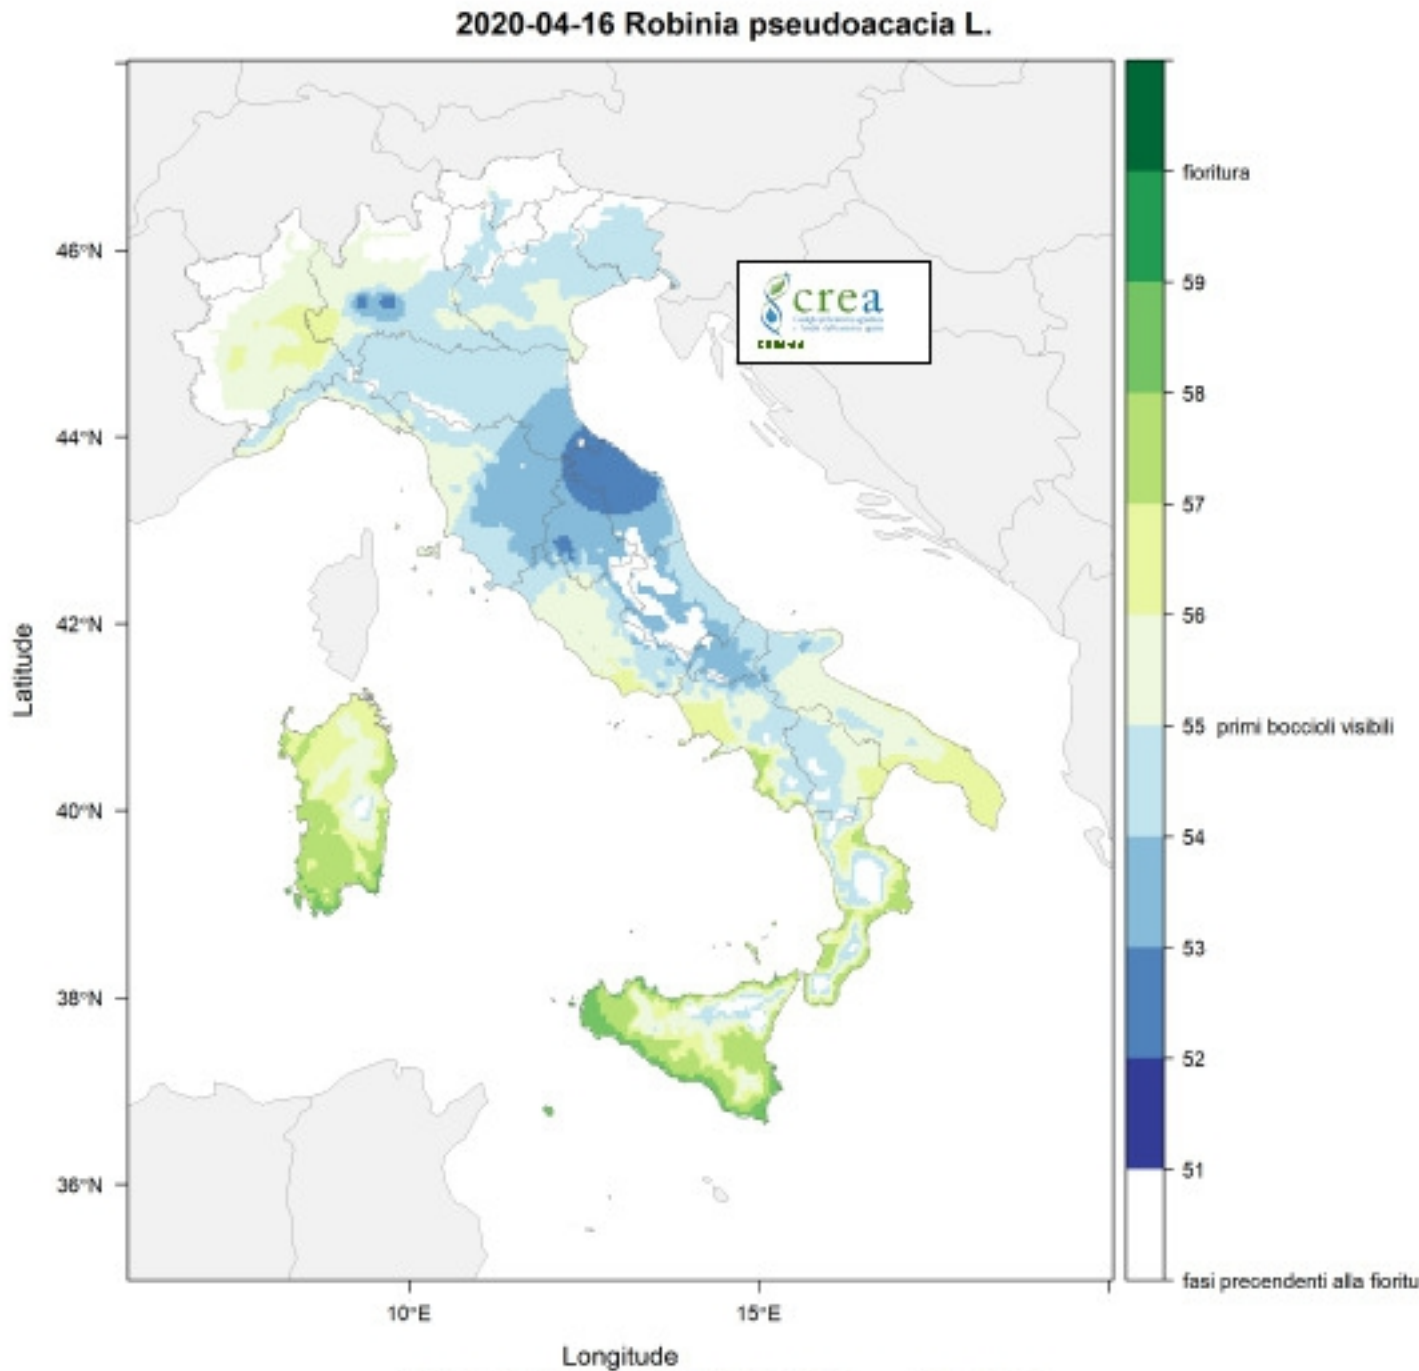 2020-04-16 Robinia pseudoacacia L.
46°N
44°N
42°N
40°N
38°N
36°N
Latitude
10°E
15°E
Longitude
crea
fioritura
59
58
57
56
55 primi boccioli visibili
54
53
52
51
fasi precendenti alla fioritu